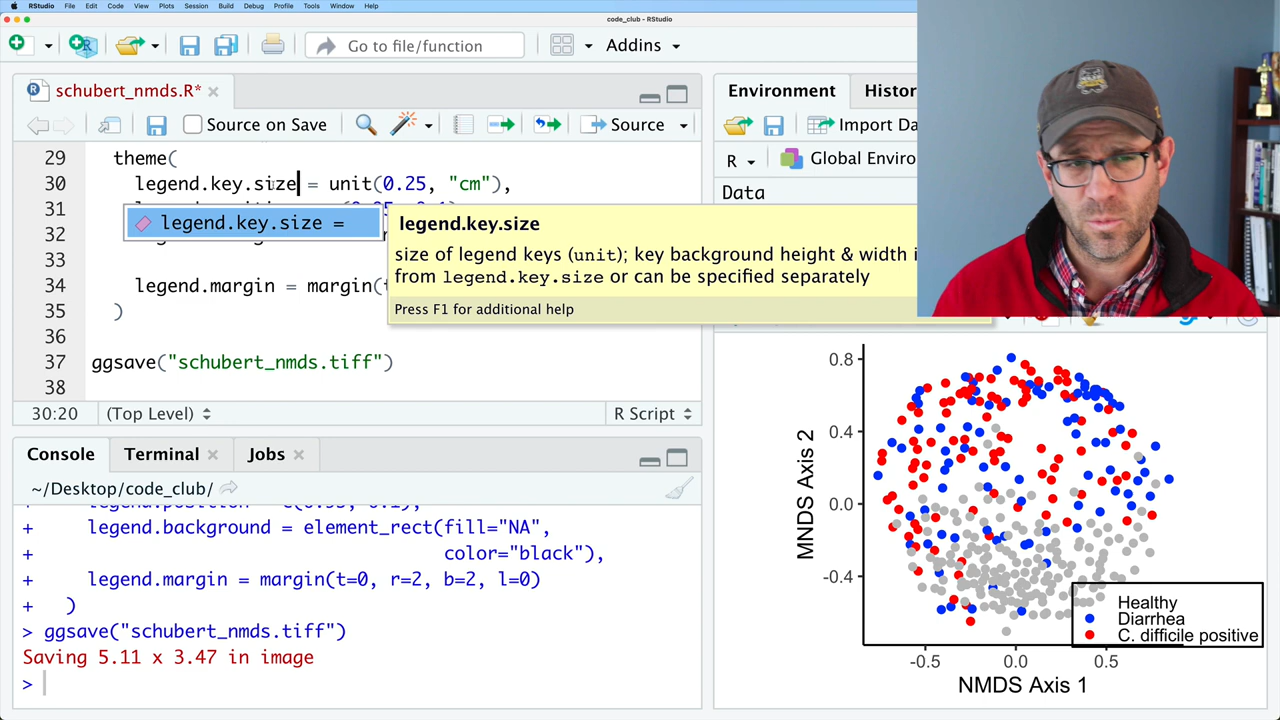 RStudio File Edit Code View Plots Session Build Debug Profile Tools Window Help
code_club - RStudio
Go to file/function Addins
schubert_nmds.R*
Source on Save Source
29 theme(
30 legend.key.size = unit(0.25, "cm"),
31
legend.key.size =
32
33
34 legend.margin = margin(t
35 )
36
37 ggsave("schubert_nmds.tiff")
38
legend.key.size
size of legend keys (unit); key background height & width i
from legend.key.size or can be specified separately
Press F1 for additional help
30:20 (Top Level) R Script
Console Terminal Jobs
~/Desktop/code_club/
+ legend.background = element_rect(fill="NA",
+ color="black"),
+ legend.margin = margin(t=0, r=2, b=2, l=0)
+ )
> ggsave("schubert_nmds.tiff")
Saving 5.11 x 3.47 in image
>
Environment Histor
Import Da
R Global Enviro
Data
0.8
0.4
0.0
-0.4
MNDS Axis 2
Healthy
Diarrhea
C. difficile positive
-0.5 0.0 0.5
NMDS Axis 1